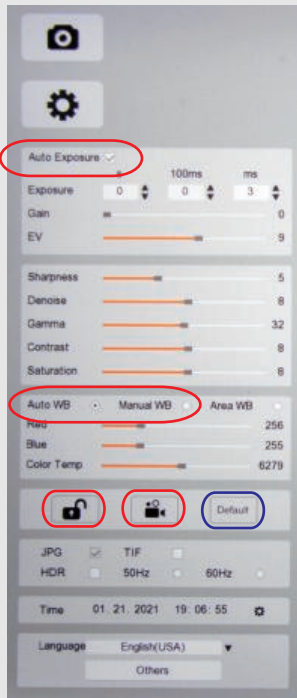 Auto Exposure
s 100ms ms
Exposure 0 0 3
Gain 0
EV 9
Sharpness 5
Denoise 8
Gamma 32
Contrast 8
Saturation 8
Auto WB Manual WB Area WB
Red 256
Blue 255
Color Temp 6279
Default
JPG TIF
HDR 50Hz 60Hz
Time 01. 21. 2021 19: 06: 55
Language English(USA)
Others